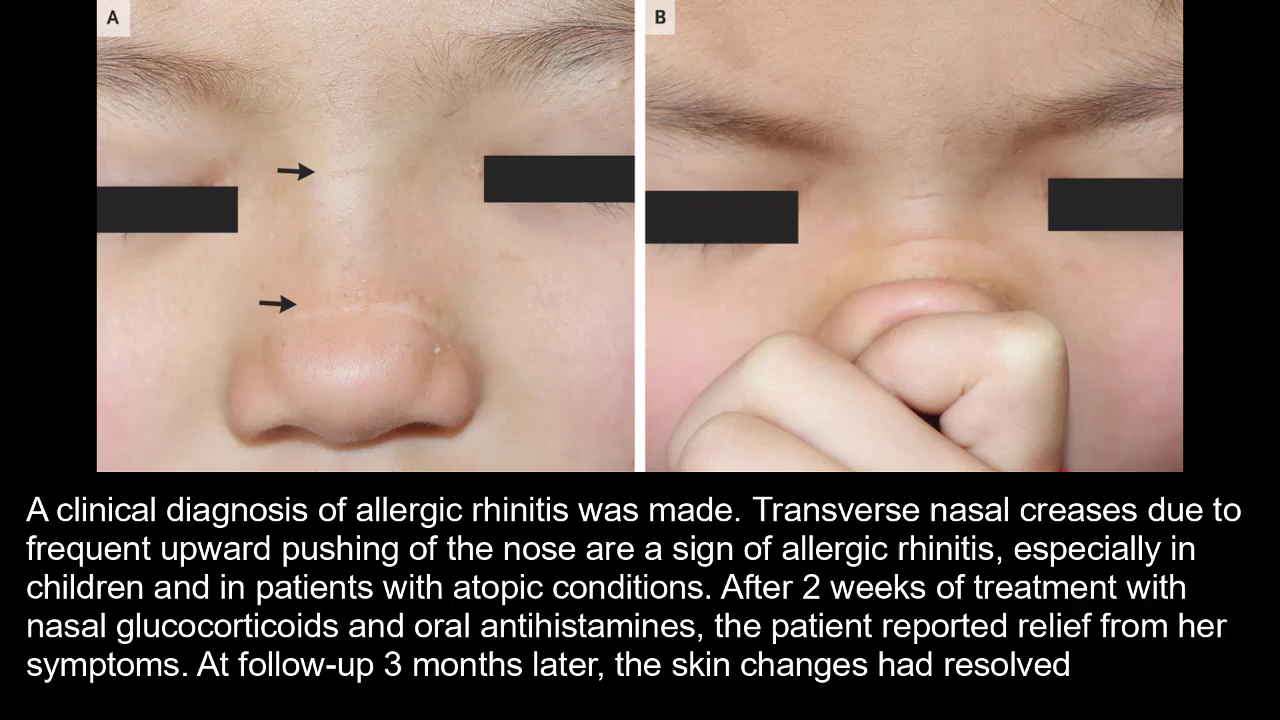 A
B
A clinical diagnosis of allergic rhinitis was made. Transverse nasal creases due to
frequent upward pushing of the nose are a sign of allergic rhinitis, especially in
children and in patients with atopic conditions. After 2 weeks of treatment with
nasal glucocorticoids and oral antihistamines, the patient reported relief from her
symptoms. At follow-up 3 months later, the skin changes had resolved